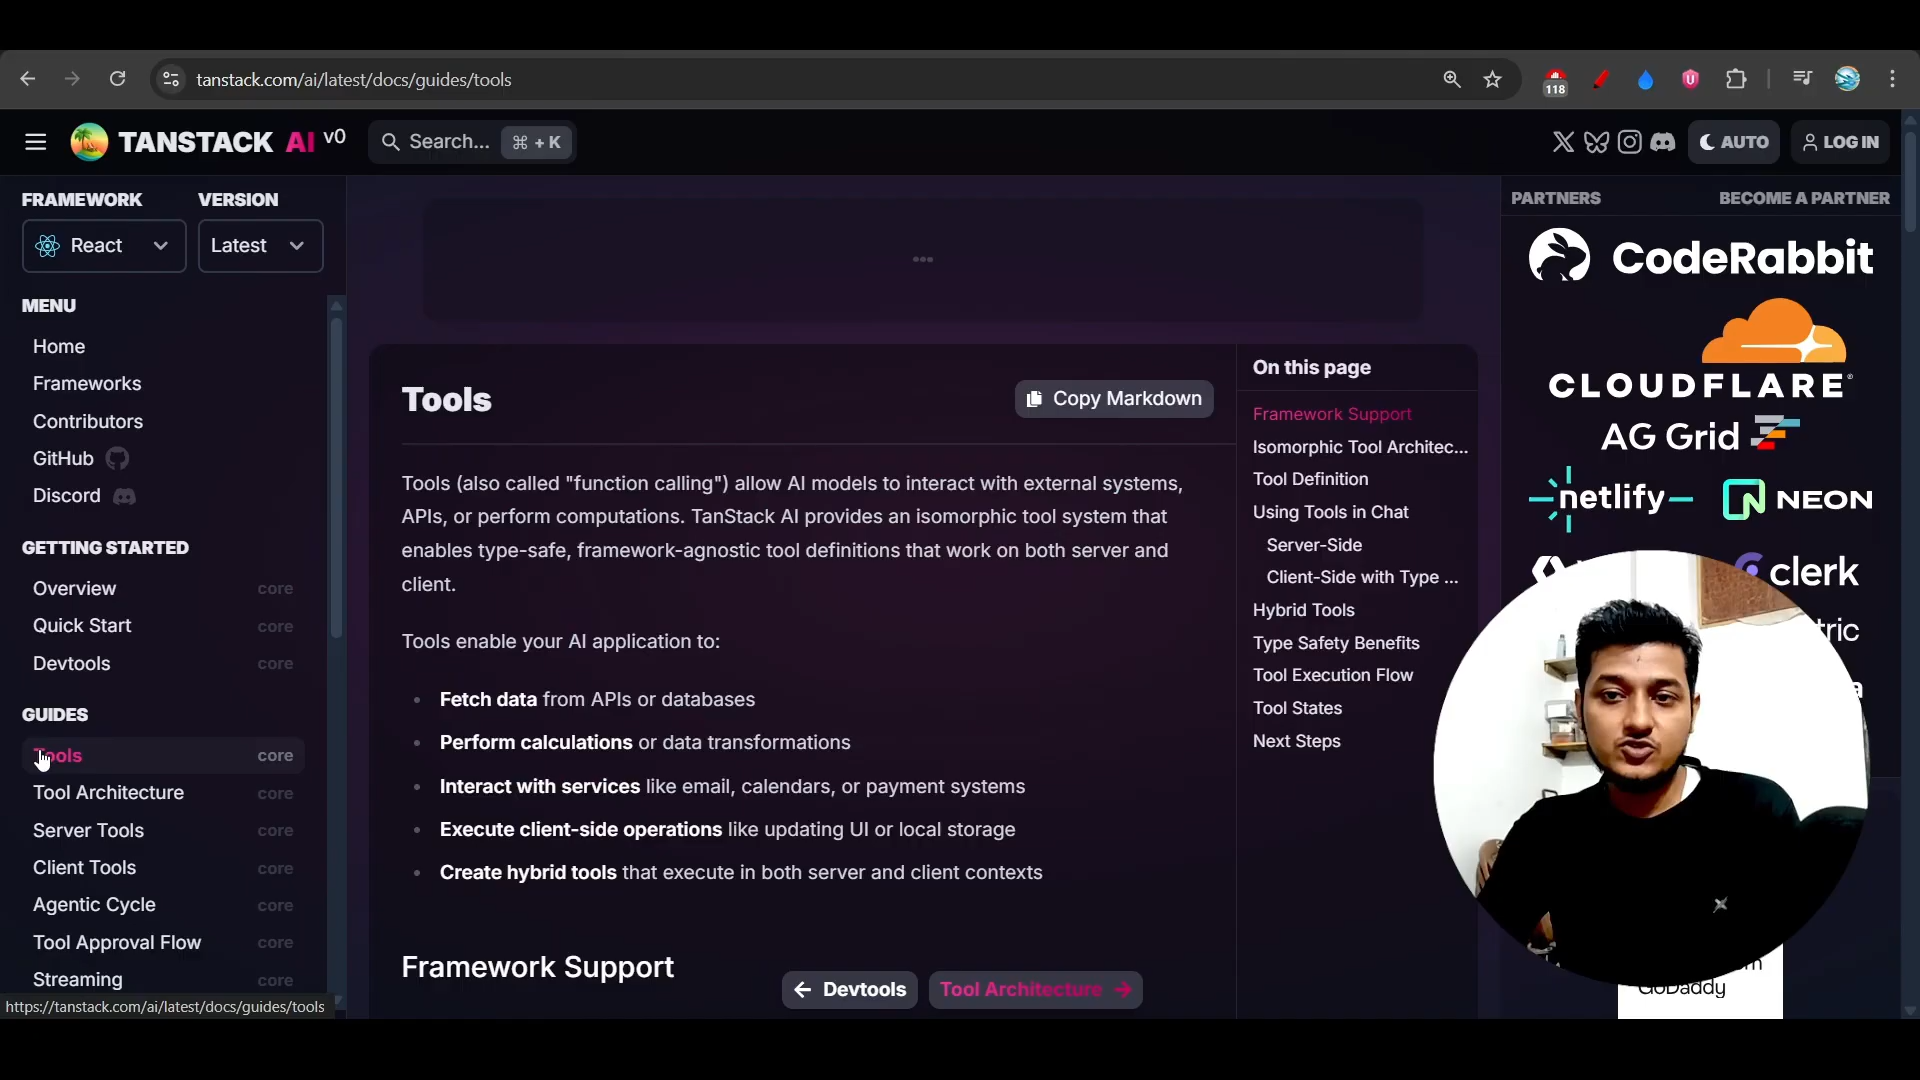 tanstack.com/ai/latest/docs/guides/tools
118
TANSTACK AI v0
Search... ⌘ + K
AUTO
LOG IN
FRAMEWORK
VERSION
React
Latest
MENU
Home
Frameworks
Contributors
GitHub
Discord
GETTING STARTED
Overview core
Quick Start core
Devtools core
GUIDES
Tools core
Tool Architecture core
Server Tools core
Client Tools core
Agentic Cycle core
Tool Approval Flow core
Streaming core
https://tanstack.com/ai/latest/docs/guides/tools
Tools
Copy Markdown
Tools (also called "function calling") allow AI models to interact with external systems,
APIs, or perform computations. TanStack AI provides an isomorphic tool system that
enables type-safe, framework-agnostic tool definitions that work on both server and
client.
Tools enable your AI application to:
Fetch data from APIs or databases
Perform calculations or data transformations
Interact with services like email, calendars, or payment systems
Execute client-side operations like updating UI or local storage
Create hybrid tools that execute in both server and client contexts
Framework Support
← Devtools
Tool Architecture →
On this page
Framework Support
Isomorphic Tool Architec...
Tool Definition
Using Tools in Chat
Server-Side
Client-Side with Type ...
Hybrid Tools
Type Safety Benefits
Tool Execution Flow
Tool States
Next Steps
PARTNERS
BECOME A PARTNER
CodeRabbit
CLOUDFLARE
AG Grid
netlify
NEON
clerk
GoDaddy